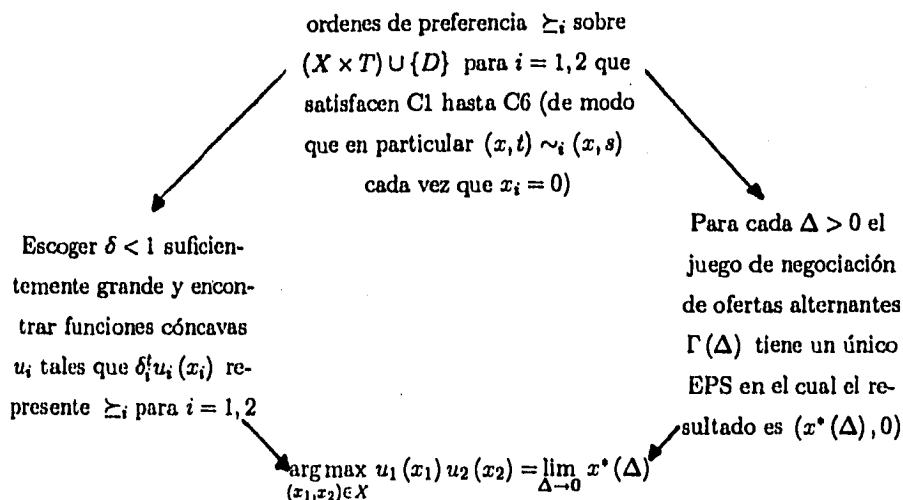 ordenes de preferencia ≿ᵢ sobre
(X × T) ∪ {D} para i = 1, 2 que
satisfacen C1 hasta C6 (de modo
que en particular (x, t) ∼ᵢ (x, s)
cada vez que xᵢ = 0)
Escoger δ < 1 suficien-
temente grande y encon-
trar funciones cóncavas
uᵢ tales que δᵢᵗuᵢ (xᵢ) re-
presente ≿ᵢ para i = 1, 2
Para cada Δ > 0 el
juego de negociación
de ofertas alternantes
Γ (Δ) tiene un único
EPS en el cual el re-
sultado es (x* (Δ), 0)
arg max u₁ (x₁) u₂ (x₂) = lim x* (Δ)
(x₁,x₂)∈X Δ→0